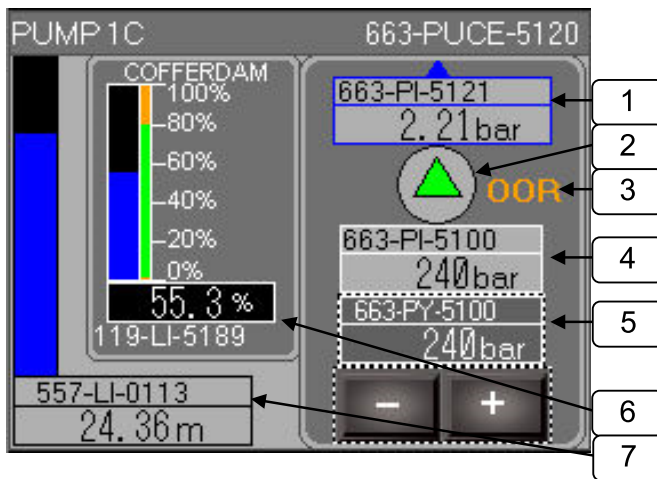 PUMP 1C 663-PUCE-5120
COFFERDAM
100%
80%
60%
40%
20%
0%
55.3 %
119-LI-5189
557-LI-0113
24.36 m
663-PI-5121
2.21 bar
OOR
663-PI-5100
240 bar
663-PY-5100
240 bar
- +
1
2
3
4
5
6
7